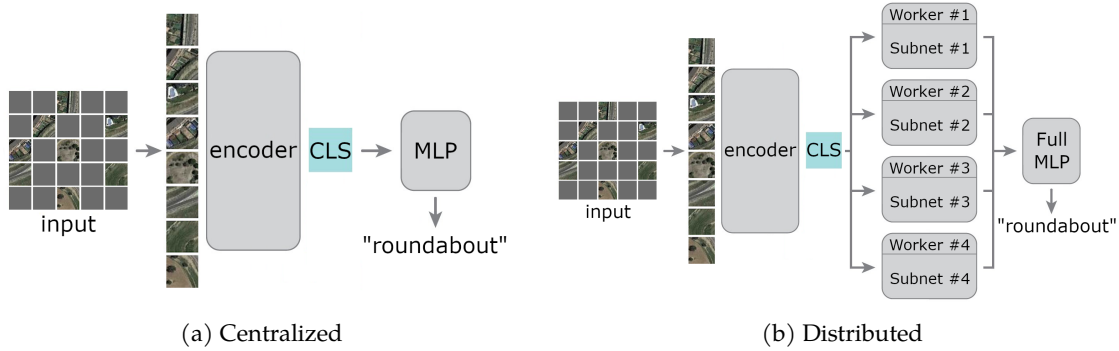 input
encoder
CLS
MLP
"roundabout"
(a) Centralized
input
encoder
CLS
Worker #1
Subnet #1
Worker #2
Subnet #2
Worker #3
Subnet #3
Worker #4
Subnet #4
Full
MLP
"roundabout"
(b) Distributed